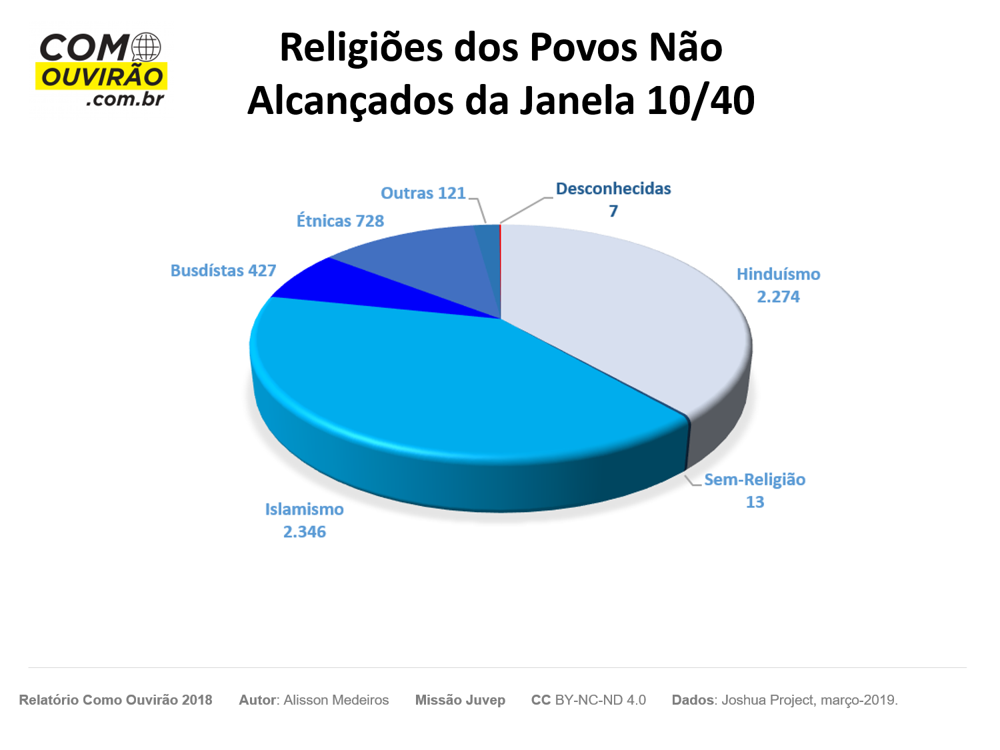 COMO
OUVIRÃO
.com.br
Religiões dos Povos Não
Alcançados da Janela 10/40
Outras 121
Desconhecidas
7
Étnicas 728
Busdístas 427
Hinduísmo
2.274
Sem-Religião
13
Islamismo
2.346
Relatório Como Ouvirão 2018 Autor: Alisson Medeiros Missão Juvep CC BY-NC-ND 4.0 Dados: Joshua Project, março-2019.